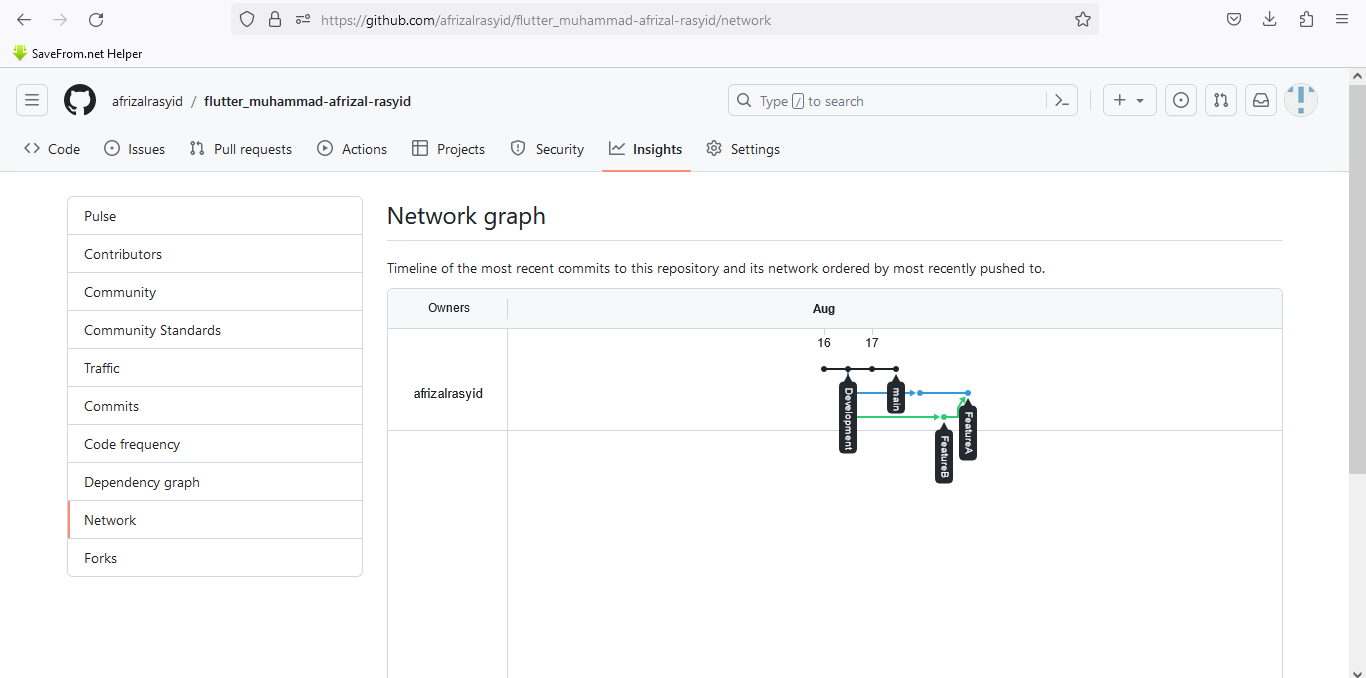 https://github.com/afrizalrasyid/flutter_muhammad-afrizal-rasyid/network
SaveFrom.net Helper
afrizalrasyid / flutter_muhammad-afrizal-rasyid
Type / to search
Code Issues Pull requests Actions Projects Security Insights Settings
Pulse
Contributors
Community
Community Standards
Traffic
Commits
Code frequency
Dependency graph
Network
Forks
Network graph
Timeline of the most recent commits to this repository and its network ordered by most recently pushed to.
Owners Aug
16 17
afrizalrasyid
Development
main
FeatureB
FeatureA